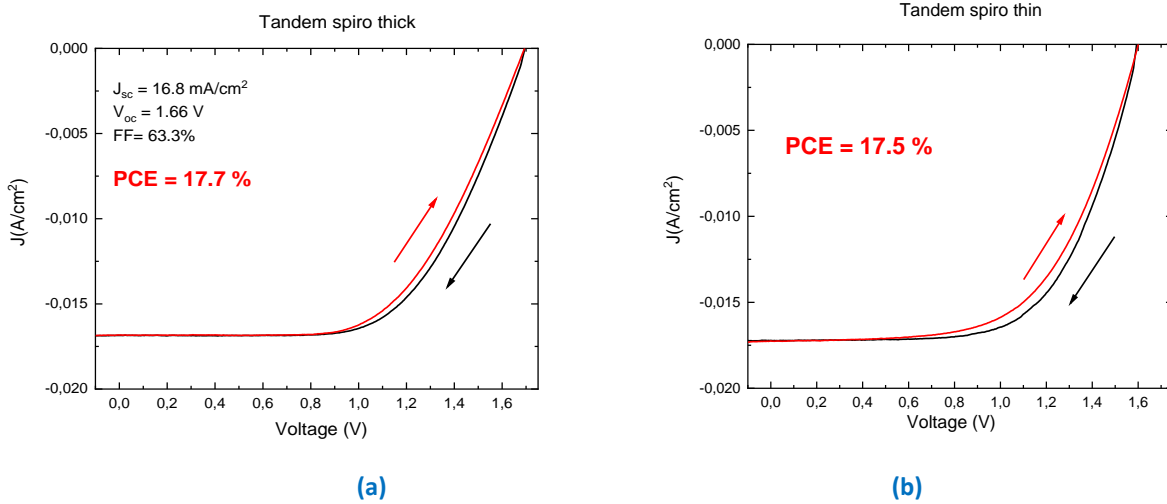 Tandem spiro thick
0,000
-0,005
-0,010
-0,015
-0,020
J(A/cm²)
J_sc = 16.8 mA/cm²
V_oc = 1.66 V
FF= 63.3%
PCE = 17.7 %
0,0 0,2 0,4 0,6 0,8 1,0 1,2 1,4 1,6
Voltage (V)
(a)
Tandem spiro thin
0,000
-0,005
-0,010
-0,015
-0,020
J(A/cm²)
PCE = 17.5 %
0,0 0,2 0,4 0,6 0,8 1,0 1,2 1,4 1,6
Voltage (V)
(b)